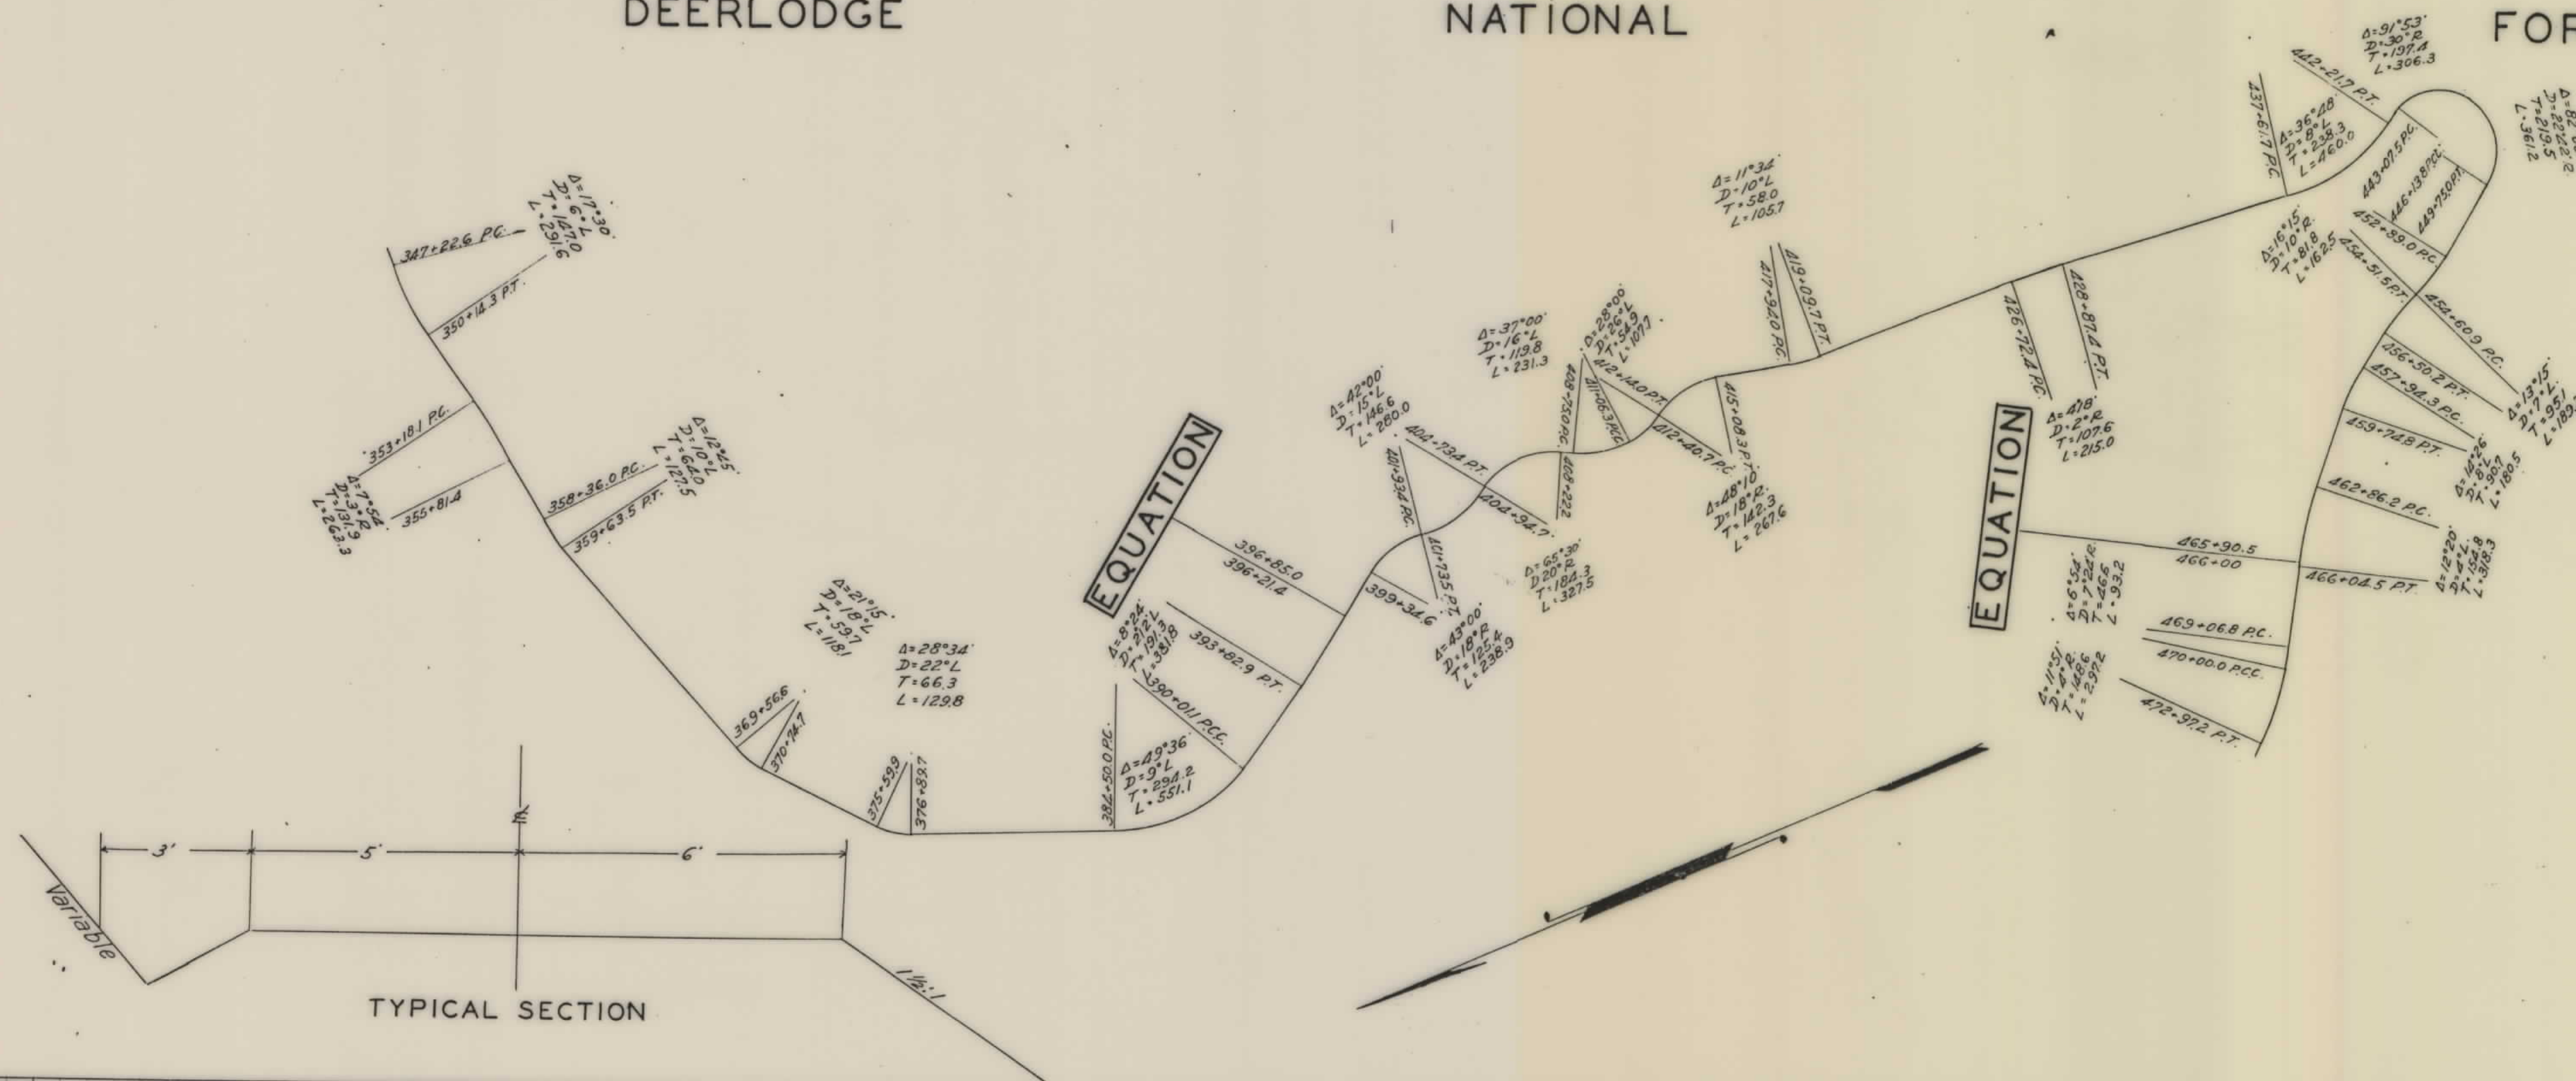 DEERLODGE NATIONAL FOR
347+22.6 P.C.
Δ=17°30'
D=6°L
T=147.0
L=291.6
350+14.3 P.T.
353+18.1 P.C.
Δ=7°54'
D=3°R
T=131.9
L=263.3
355+81.4
358+36.0 P.C.
Δ=12°45'
D=10°L
T=64.0
L=127.5
359+63.5 P.T.
Δ=21°15'
D=18°L
T=59.7
L=118.1
369+56.6
370+74.7
Δ=28°34'
D=22°L
T=66.3
L=129.8
375+59.9
376+89.7
384+50.0 P.C.
Δ=49°36'
D=9°L
T=294.2
L=551.1
390+01.1 P.C.C.
Δ=8°24'
D=2.2°L
T=191.3
L=381.8
393+82.9 P.T.
EQUATION
396+85.0
396+21.4
399+34.6
401+73.5 P.T.
Δ=43°00'
D=18°R
T=125.4
L=238.9
401+93.4 P.C.
Δ=42°00'
D=15°L
T=146.6
L=280.0
404+73.4 P.T.
404+94.7
408+22.2
Δ=65°30'
D=20°R
T=184.3
L=327.5
Δ=37°00'
D=16°L
T=119.8
L=231.3
408+75.0 P.C.
411+06.3 P.C.C.
Δ=28°00'
D=26°L
T=54.9
L=107.7
412+14.0 P.T.
412+40.7 P.C.
415+08.3 P.T.
Δ=48°10'
D=18°R.
T=142.3
L=267.6
Δ=11°34'
D=10°L
T=58.0
L=105.7
417+94.0 P.C.
419+09.7 P.T.
426+72.4 P.C.
428+87.4 P.T.
Δ=4°18'
D=2°R
T=107.6
L=215.0
437+61.7 P.C.
Δ=36°48'
D=8°L
T=238.3
L=460.0
442+21.7 P.T.
Δ=91°53'
D=30°R
T=197.4
L=306.3
443+07.5 P.C.
446+13.8 P.C.C.
449+75.0 P.T.
T=219.5
L=361.2
452+89.0 P.C.
Δ=16°15'
D=10°R.
T=81.8
L=162.5
454+51.5 P.T.
454+60.9 P.C.
456+50.2 P.T.
Δ=13°15'
D=7°L.
T=95.1
457+94.3 P.C.
459+74.8 P.T.
Δ=14°26'
D=8°L
T=90.7
L=180.5
462+86.2 P.C.
466+04.5 P.T.
Δ=12°20'
D=4°L.
T=154.8
L=318.3
EQUATION
465+90.5
466+00
Δ=6°54'
D=7°24'R.
T=46.6
L=93.2
469+06.8 P.C.
470+00.0 P.C.C.
Δ=11°51'
D=4°R.
T=148.6
L=297.2
472+97.2 P.T.
3' 5' 6'
Variable
1½:1
TYPICAL SECTION